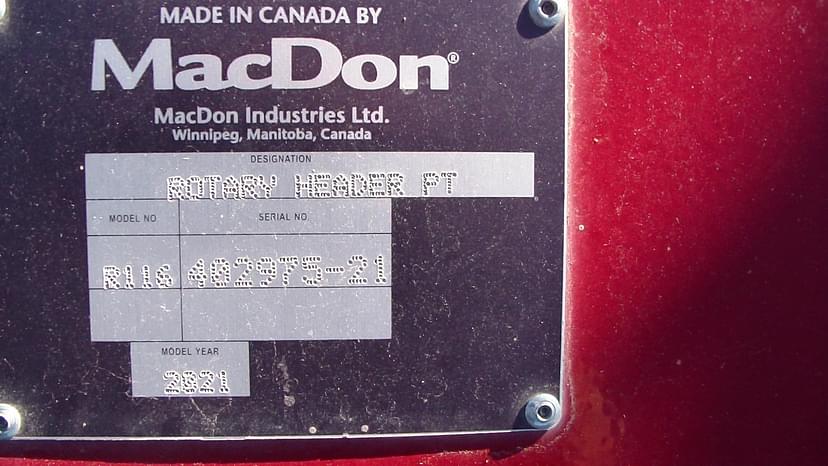 MADE IN CANADA BY
MacDon®
MacDon Industries Ltd.
Winnipeg, Manitoba, Canada
DESIGNATION
ROTARY HEADER PT
MODEL NO SERIAL NO.
R116 402975-21
MODEL YEAR
2021